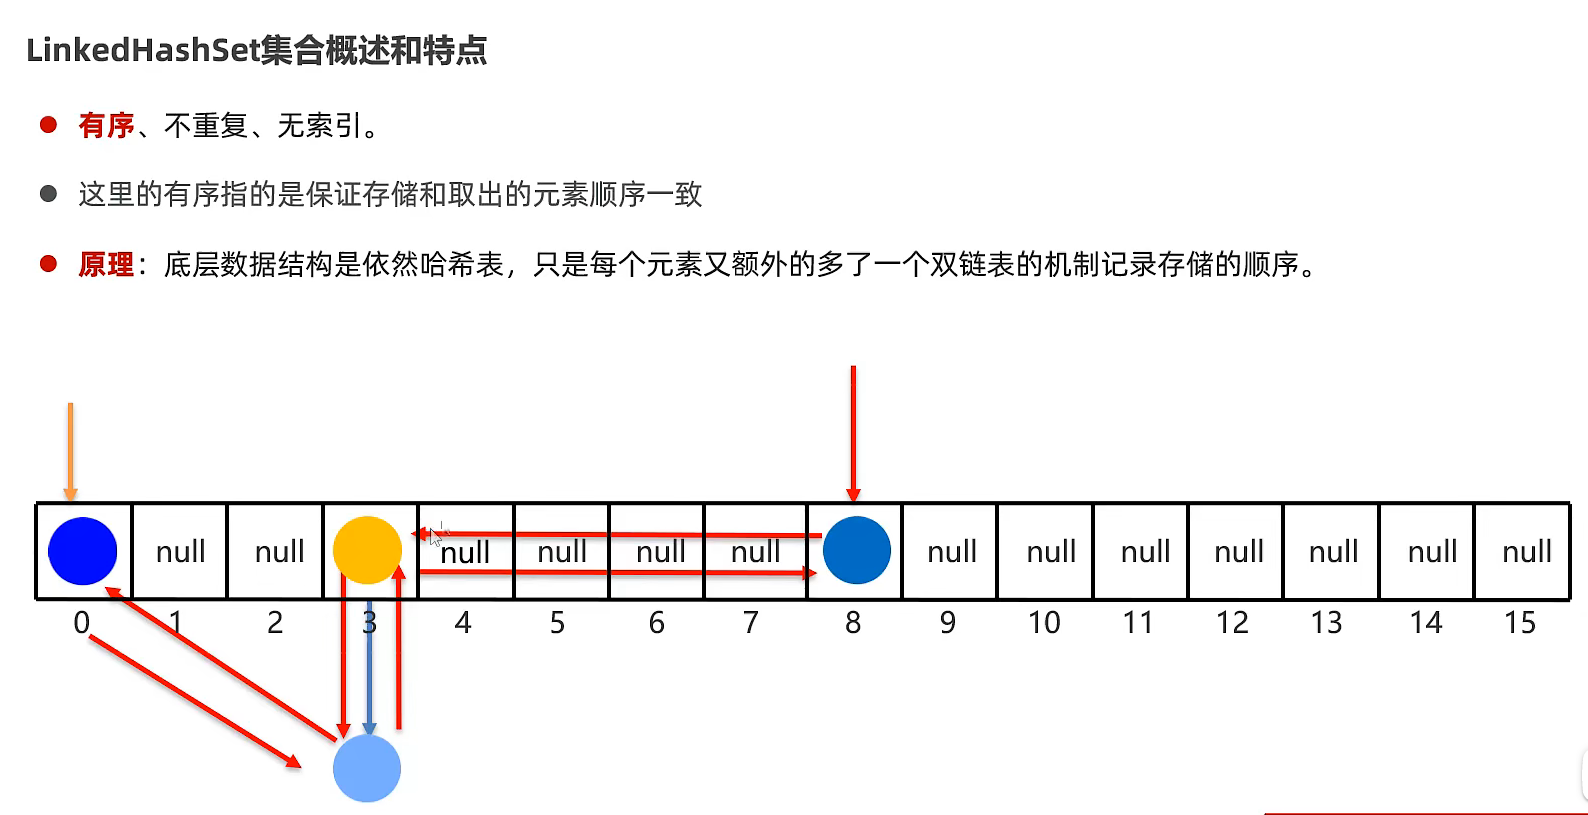 LinkedHashSet集合概述和特点
有序、不重复、无索引。
这里的有序指的是保证存储和取出的元素顺序一致
原理：底层数据结构是依然哈希表，只是每个元素又额外的多了一个双链表的机制记录存储的顺序。
null null null null null null null null null null null null null
0 1 2 3 4 5 6 7 8 9 10 11 12 13 14 15